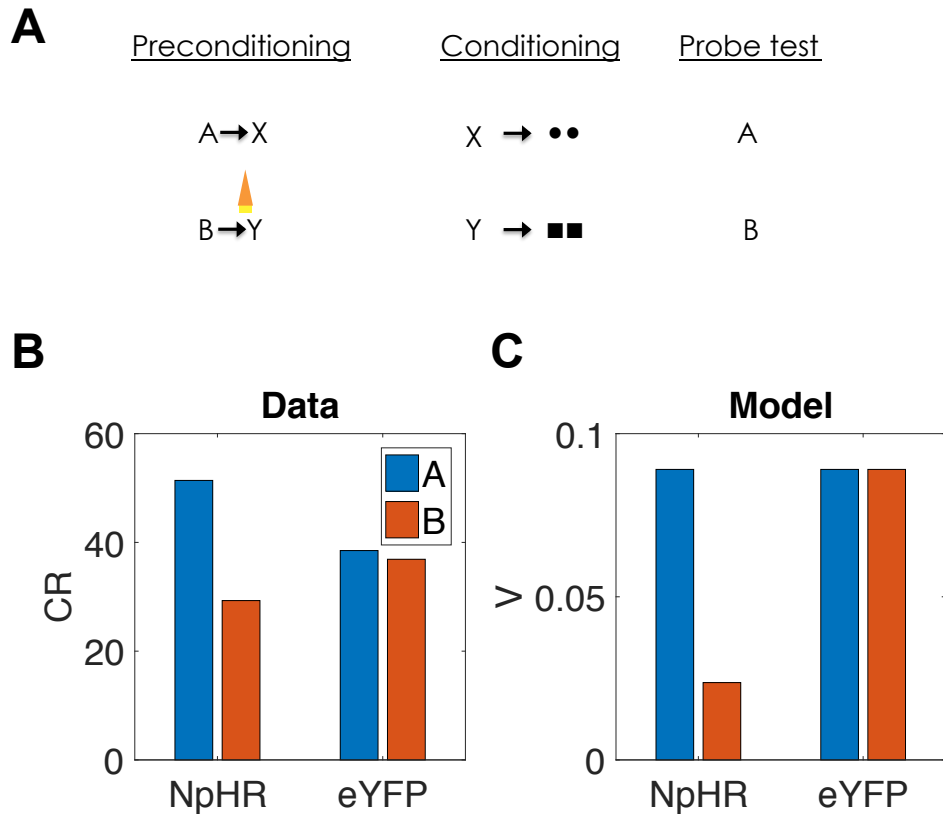 A
Preconditioning Conditioning Probe test
A X X A
B Y Y B
B
Data
60
40
20
0
CR
A
B
NpHR eYFP
C
Model
0.1
0.05
0
V
NpHR eYFP